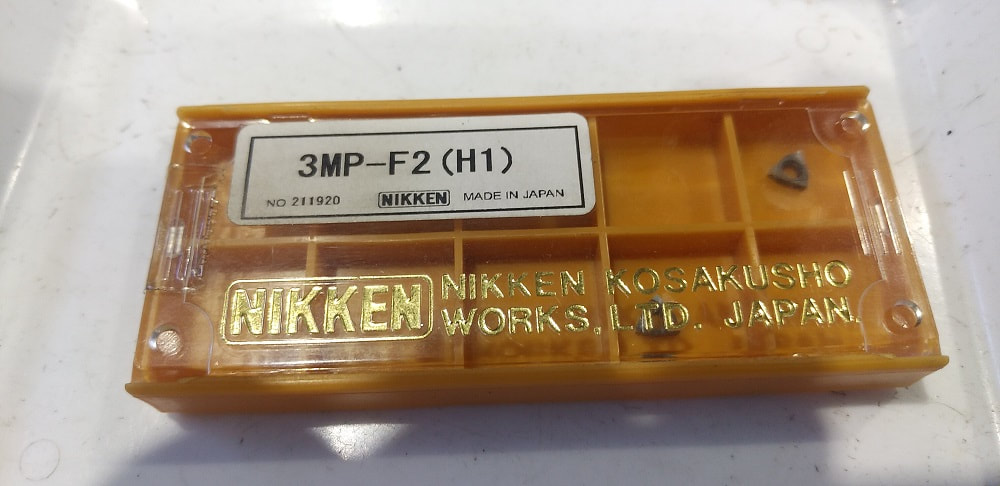 3MP-F2(H1)
NO 211920 NIKKEN MADE IN JAPAN
NIKKEN NIKKEN KOSAKUSHO
WORKS. LTD. JAPAN.